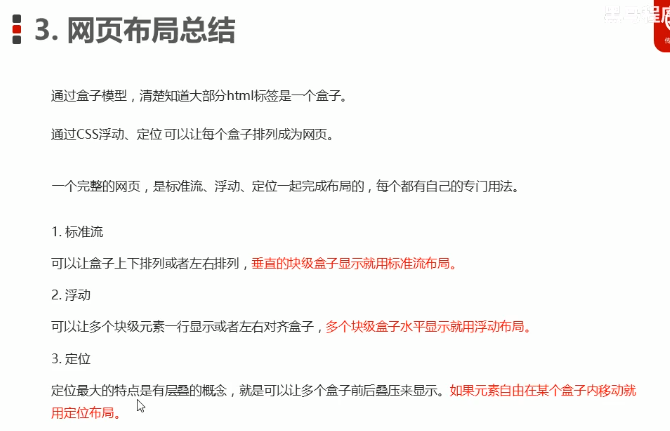 3. 网页布局总结
通过盒子模型，清楚知道大部分html标签是一个盒子。
通过CSS浮动、定位 可以让每个盒子排列成为网页。
一个完整的网页，是标准流、浮动、定位一起完成布局的，每个都有自己的专门用法。
1. 标准流
可以让盒子上下排列或者左右排列，垂直的块级盒子显示就用标准流布局。
2. 浮动
可以让多个块级元素一行显示或者左右对齐盒子，多个块级盒子水平显示就用浮动布局。
3. 定位
定位最大的特点是有层叠的概念，就是可以让多个盒子前后叠压来显示。如果元素自由在某个盒子内移动就
用定位布局。